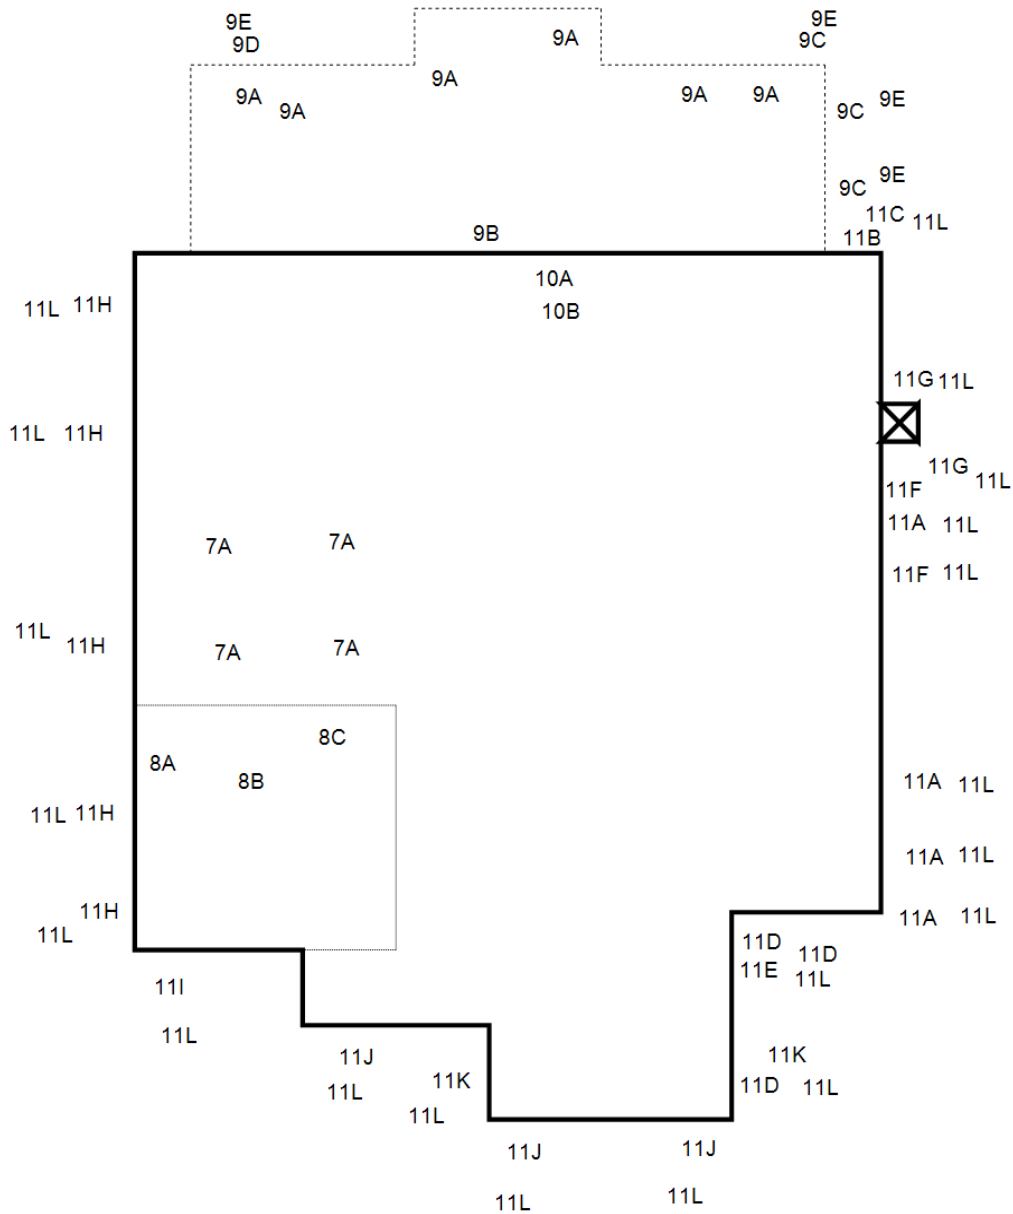 9E 9A 9E
9D 9C
9A 9A 9A 9A 9A 9C 9E
9C 9E
11C 11L
9B 11B
10A
11L 11H 10B
11G 11L
11L 11H
11G 11L
11F
11A 11L
7A 7A
11F 11L
11L 11H 7A 7A
8C
8A 8B 11A 11L
11L 11H
11A 11L
11H 11A 11L
11L 11D 11D
11E 11L
11I
11L
11J 11K 11K
11L 11L 11D 11L
11J 11J
11L 11L